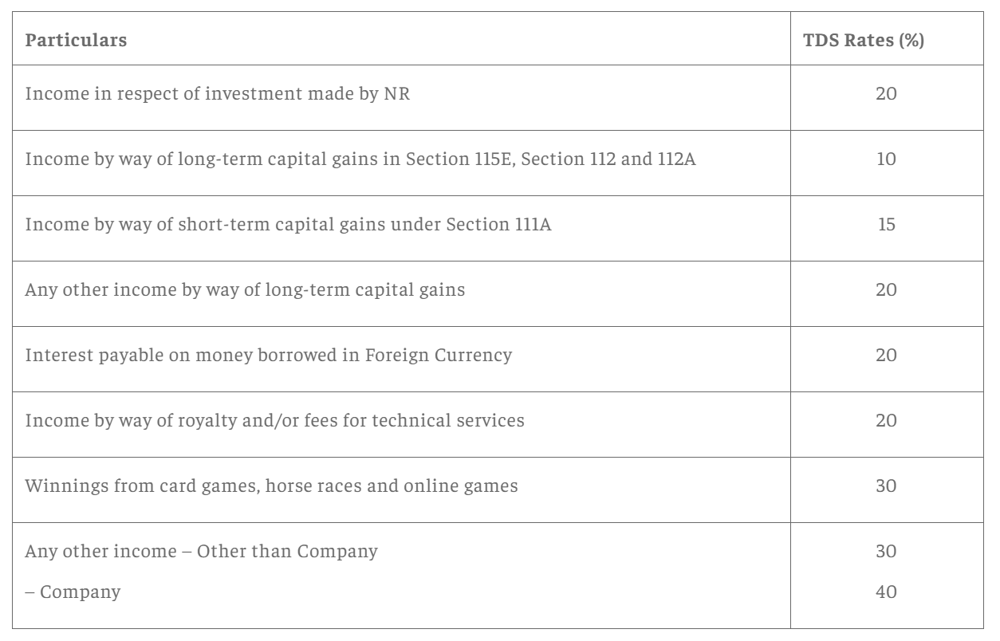 Particulars TDS Rates (%)
Income in respect of investment made by NR 20
Income by way of long-term capital gains in Section 115E, Section 112 and 112A 10
Income by way of short-term capital gains under Section 111A 15
Any other income by way of long-term capital gains 20
Interest payable on money borrowed in Foreign Currency 20
Income by way of royalty and/or fees for technical services 20
Winnings from card games, horse races and online games 30
Any other income – Other than Company 30
– Company 40